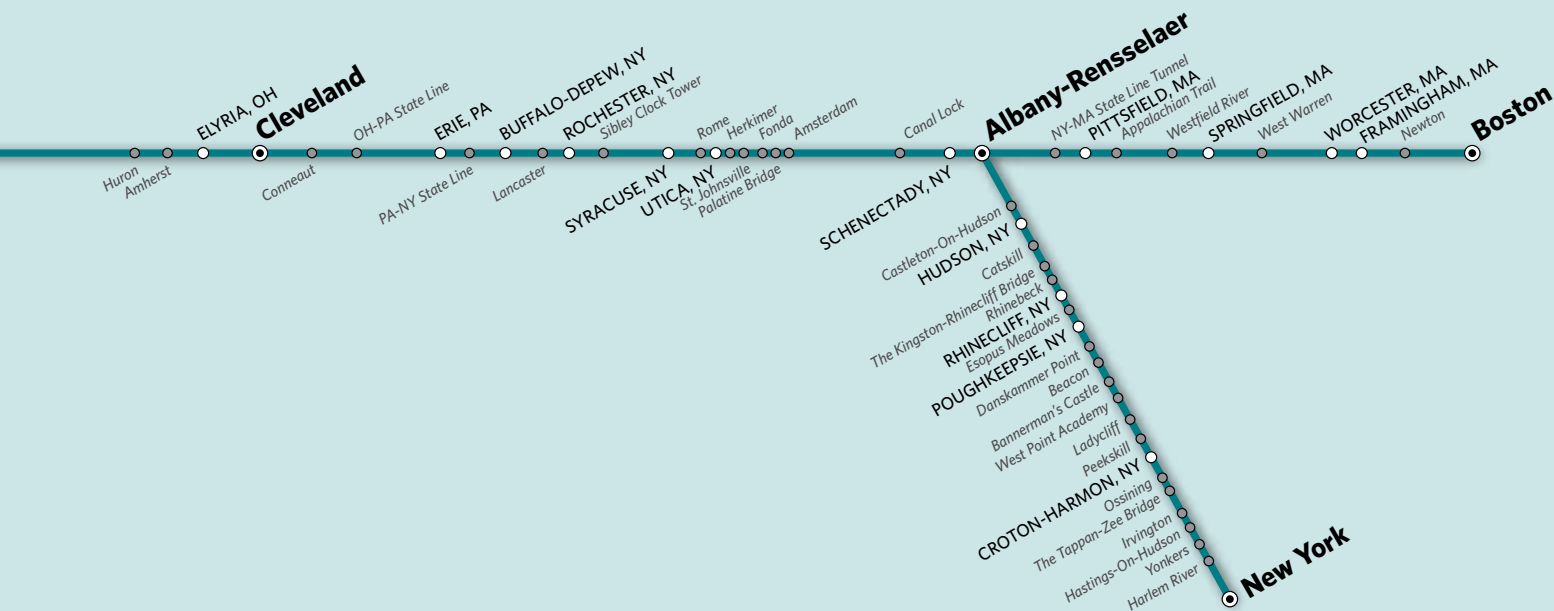 Huron
Amherst
ELYRIA, OH
Cleveland
Conneaut
OH-PA State Line
ERIE, PA
PA-NY State Line
BUFFALO-DEPEW, NY
Lancaster
ROCHESTER, NY
Sibley Clock Tower
SYRACUSE, NY
Rome
UTICA, NY
Herkimer
St. Johnsville
Fonda
Palatine Bridge
Amsterdam
Canal Lock
SCHENECTADY, NY
Albany-Rensselaer
NY-MA State Line Tunnel
PITTSFIELD, MA
Appalachian Trail
Westfield River
SPRINGFIELD, MA
West Warren
WORCESTER, MA
FRAMINGHAM, MA
Newton
Boston
Castleton-On-Hudson
HUDSON, NY
Catskill
The Kingston-Rhinecliff Bridge
Rhinebeck
RHINECLIFF, NY
Esopus Meadows
POUGHKEEPSIE, NY
Danskammer Point
Beacon
Bannerman's Castle
West Point Academy
Ladycliff
Peekskill
CROTON-HARMON, NY
Ossining
The Tappan-Zee Bridge
Irvington
Hastings-On-Hudson
Yonkers
Harlem River
New York